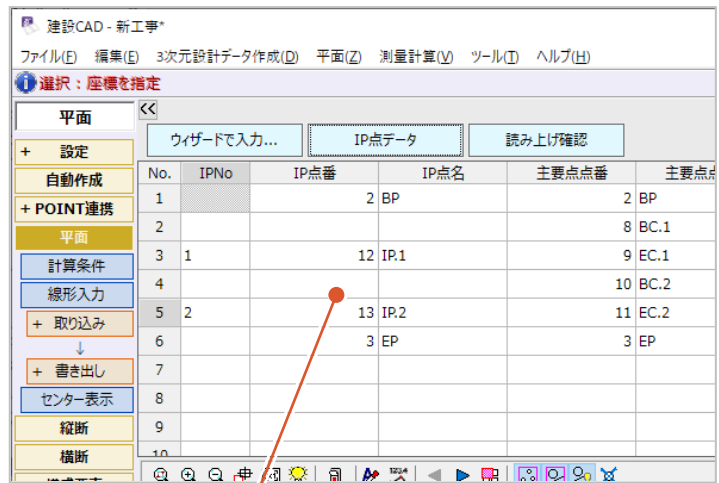 建設CAD - 新工事*
ファイル(F) 編集(E) 3次元設計データ作成(D) 平面(Z) 測量計算(V) ツール(T) ヘルプ(H)
選択：座標を指定
平面
<<
ウィザードで入力... IP点データ 読み上げ確認
+ 設定
自動作成
+ POINT連携
平面
計算条件
線形入力
+ 取り込み
↓
+ 書き出し
センター表示
縦断
横断
No. IPNo IP点番 IP点名 主要点点番 主要点点
1 2 BP 2 BP
2 8 BC.1
3 1 12 IP.1 9 EC.1
4 10 BC.2
5 2 13 IP.2 11 EC.2
6 3 EP 3 EP
7
8
9
10